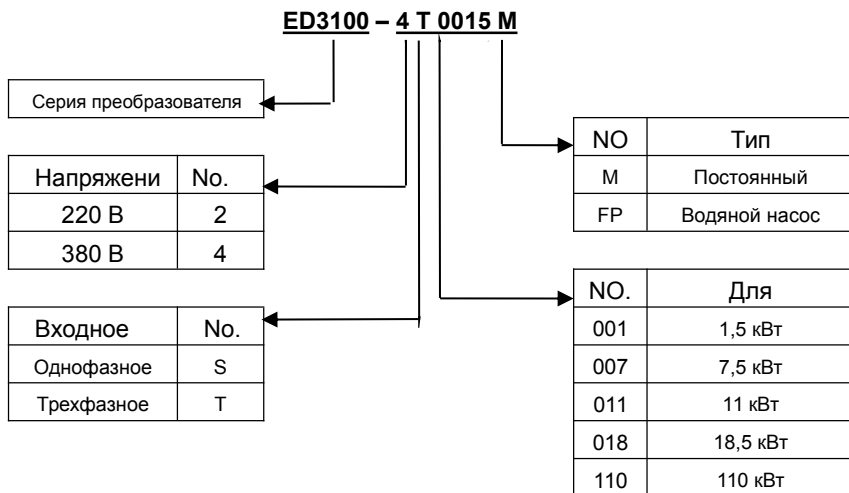 ED3100 – 4 T 0015 M
Серия преобразователя
Напряжени No.
220 В 2
380 В 4
Входное No.
Однофазное S
Трехфазное T
NO Тип
M Постоянный
FP Водяной насос
NO. Для
001 1,5 кВт
007 7,5 кВт
011 11 кВт
018 18,5 кВт
110 110 кВт